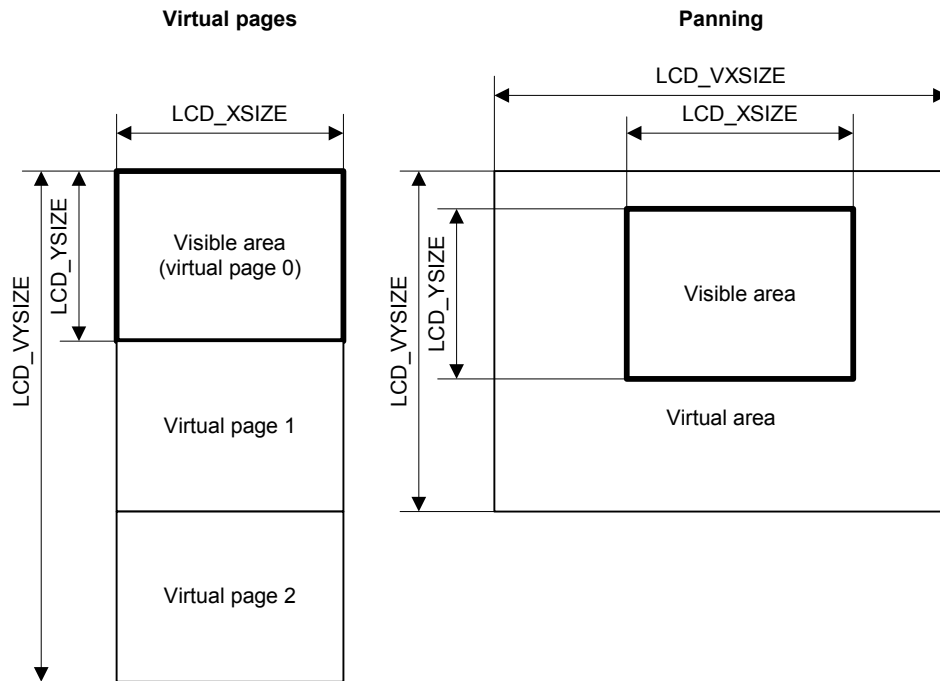 Virtual pages
LCD_XSIZE
LCD_VYSIZE
LCD_YSIZE
Visible area
(virtual page 0)
Virtual page 1
Virtual page 2
Panning
LCD_VXSIZE
LCD_XSIZE
LCD_VYSIZE
LCD_YSIZE
Visible area
Virtual area